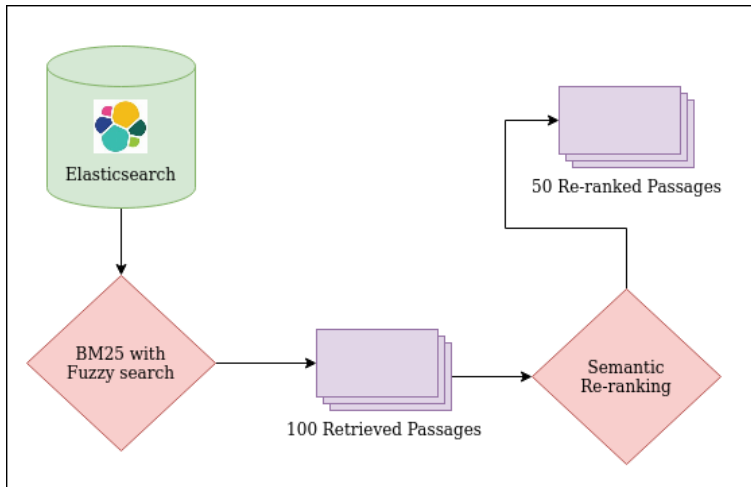 Elasticsearch
BM25 with
Fuzzy search
100 Retrieved Passages
Semantic
Re-ranking
50 Re-ranked Passages